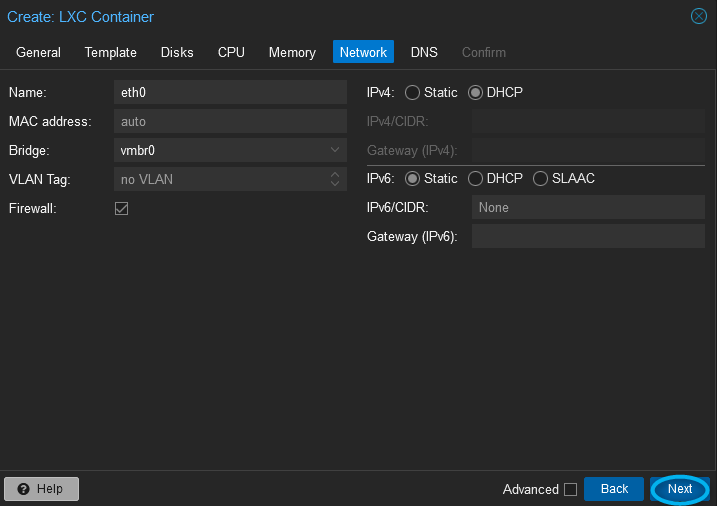 Create: LXC Container
General Template Disks CPU Memory Network DNS Confirm
Name: eth0
MAC address: auto
Bridge: vmbr0
VLAN Tag: no VLAN
Firewall:
IPv4: Static DHCP
IPv4/CIDR:
Gateway (IPv4):
IPv6: Static DHCP SLAAC
IPv6/CIDR: None
Gateway (IPv6):
Help Advanced Back Next